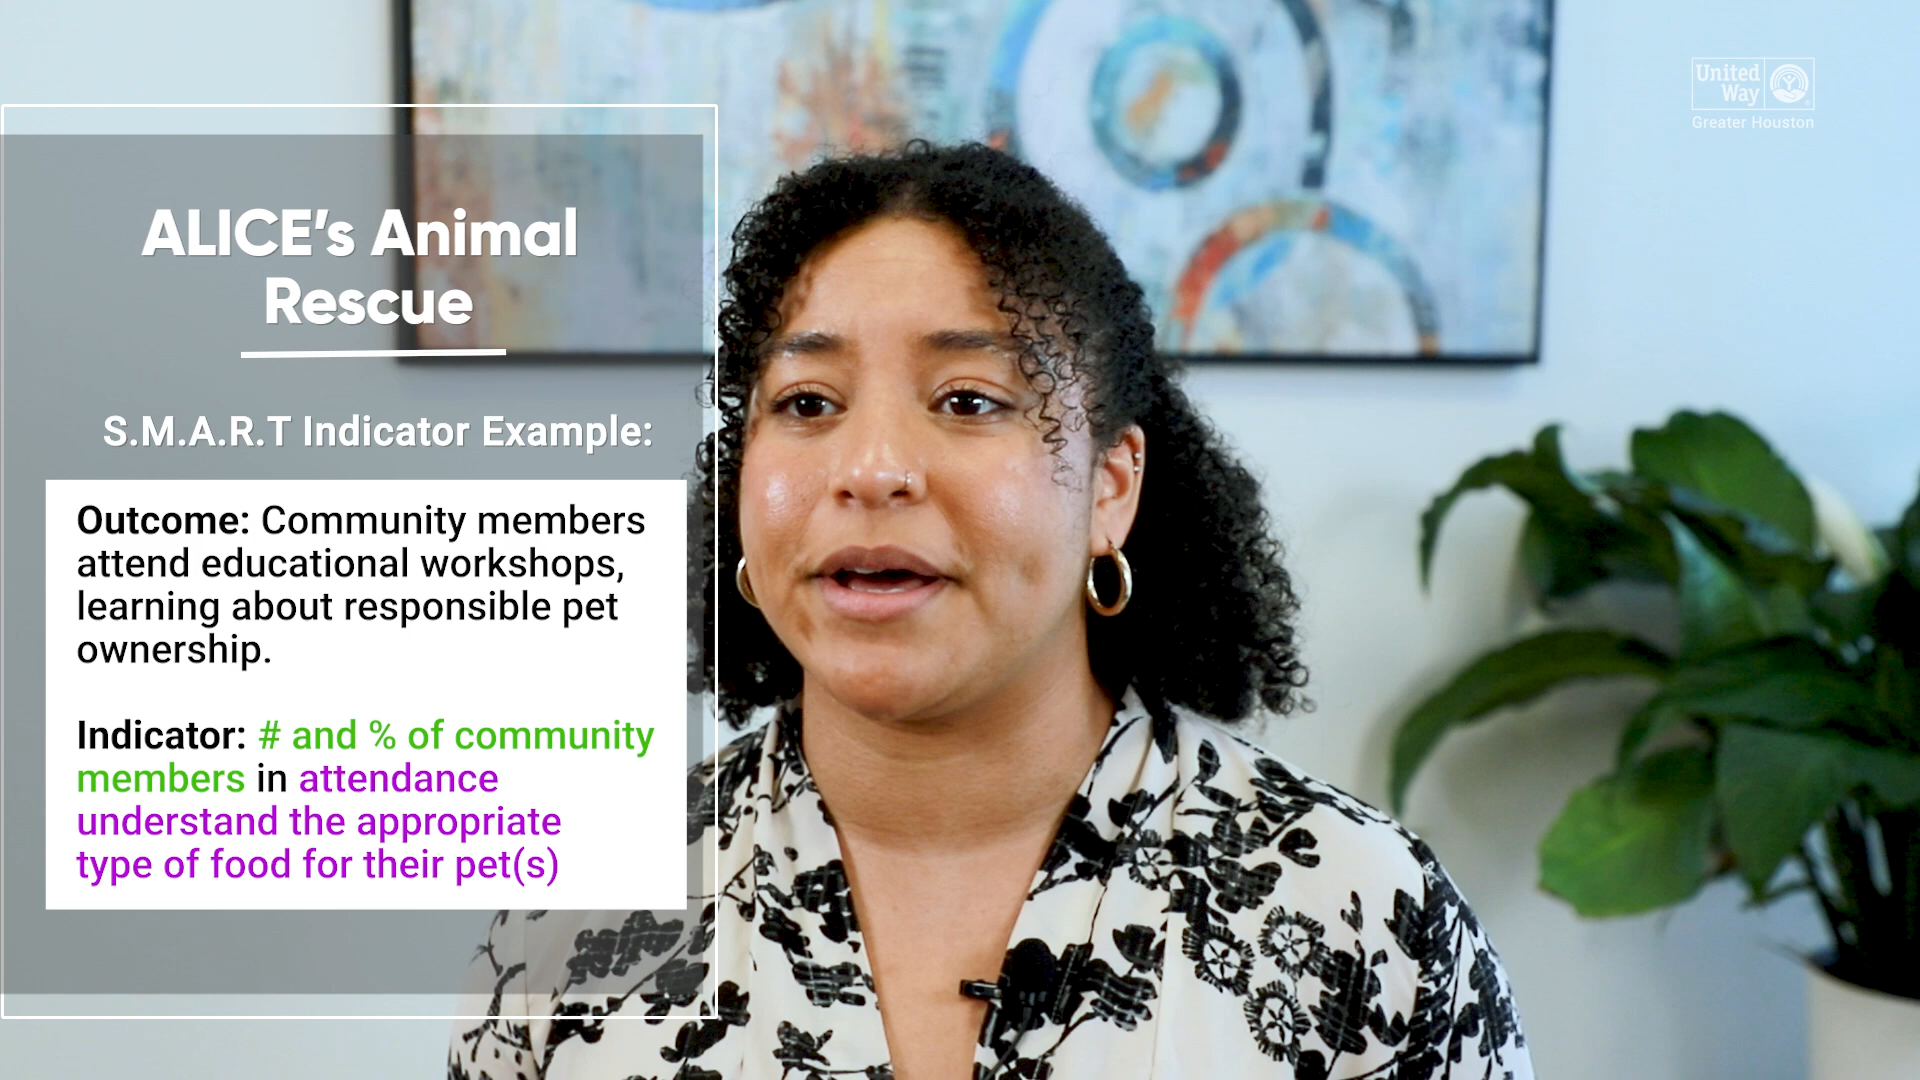 United
Way
Greater Houston
ALICE's Animal
Rescue
S.M.A.R.T Indicator Example:
Outcome: Community members
attend educational workshops,
learning about responsible pet
ownership.
Indicator: # and % of community
members in attendance
understand the appropriate
type of food for their pet(s)